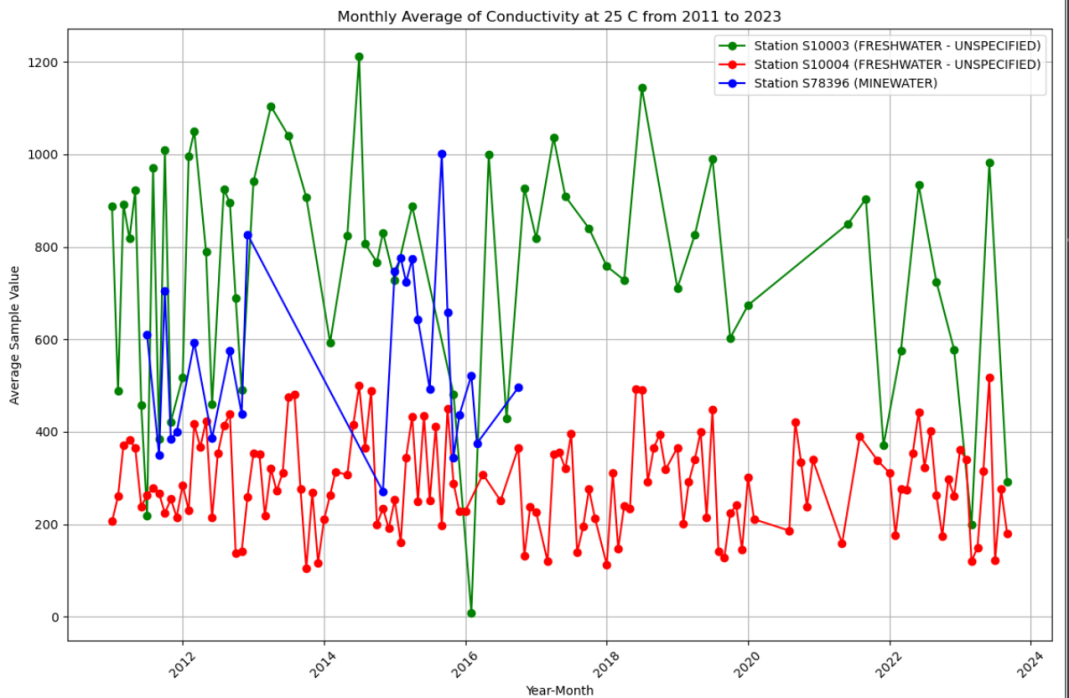 Monthly Average of Conductivity at 25 C from 2011 to 2023
Station S10003 (FRESHWATER - UNSPECIFIED)
Station S10004 (FRESHWATER - UNSPECIFIED)
Station S78396 (MINEWATER)
1200
1000
800
600
400
200
0
Average Sample Value
2012
2014
2016
2018
2020
2022
2024
Year-Month